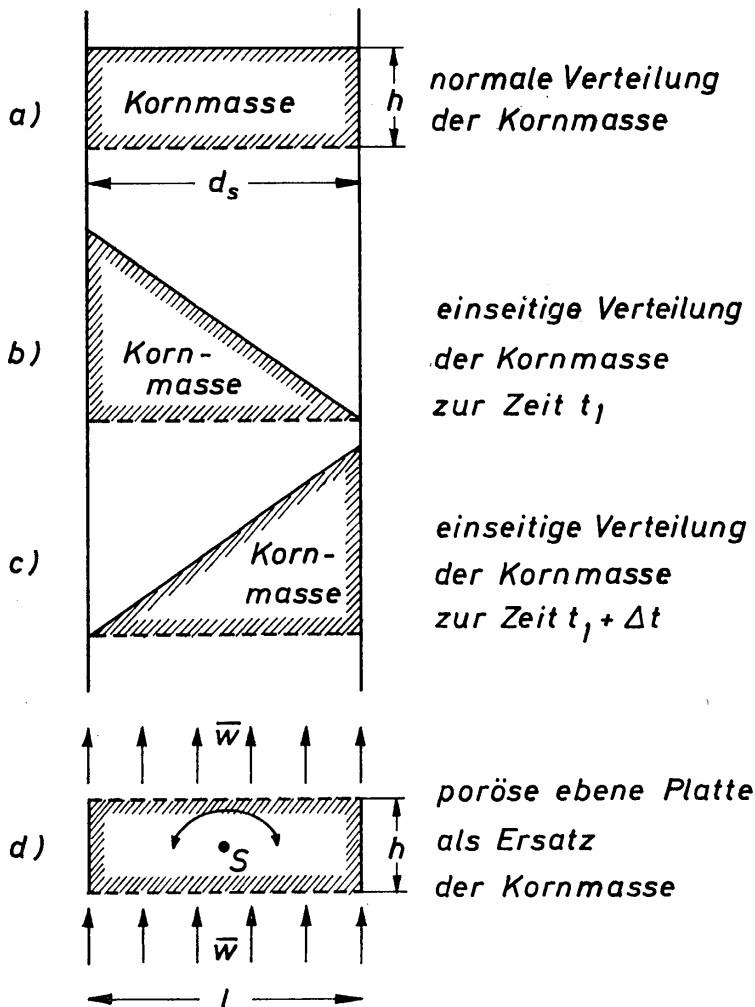 a)
Kornmasse
h
normale Verteilung
der Kornmasse
d_s
b)
Korn-
masse
einseitige Verteilung
der Kornmasse
zur Zeit t_1
c)
Korn-
masse
einseitige Verteilung
der Kornmasse
zur Zeit t_1 + Δt
w̅
d)
S
h
poröse ebene Platte
als Ersatz
der Kornmasse
w̅